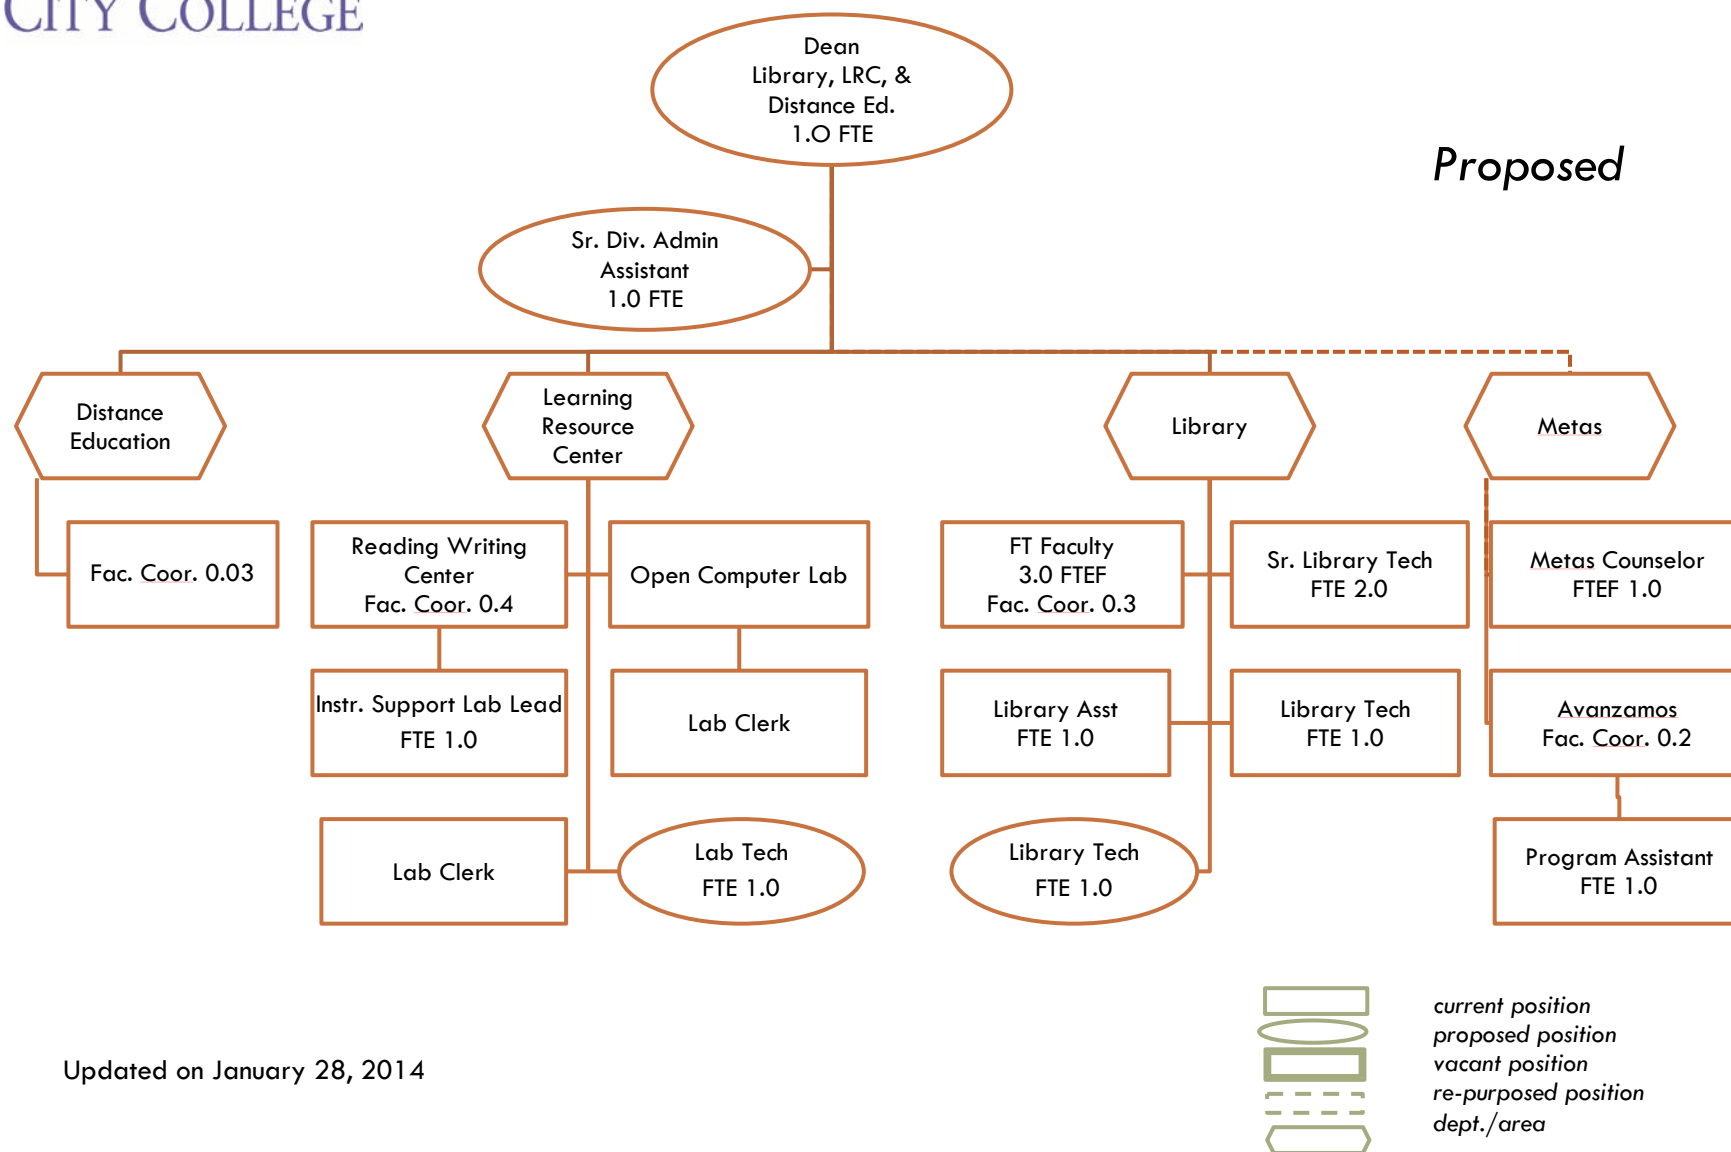 CITY COLLEGE
Dean
Library, LRC, &
Distance Ed.
1.O FTE
Proposed
Sr. Div. Admin
Assistant
1.0 FTE
Distance
Education
Learning
Resource
Center
Library
Metas
Fac. Coor. 0.03
Reading Writing
Center
Fac. Coor. 0.4
Open Computer Lab
FT Faculty
3.0 FTEF
Fac. Coor. 0.3
Sr. Library Tech
FTE 2.0
Metas Counselor
FTEF 1.0
Instr. Support Lab Lead
FTE 1.0
Lab Clerk
Library Asst
FTE 1.0
Library Tech
FTE 1.0
Avanzamos
Fac. Coor. 0.2
Lab Clerk
Lab Tech
FTE 1.0
Library Tech
FTE 1.0
Program Assistant
FTE 1.0
current position
proposed position
vacant position
re-purposed position
dept./area
Updated on January 28, 2014